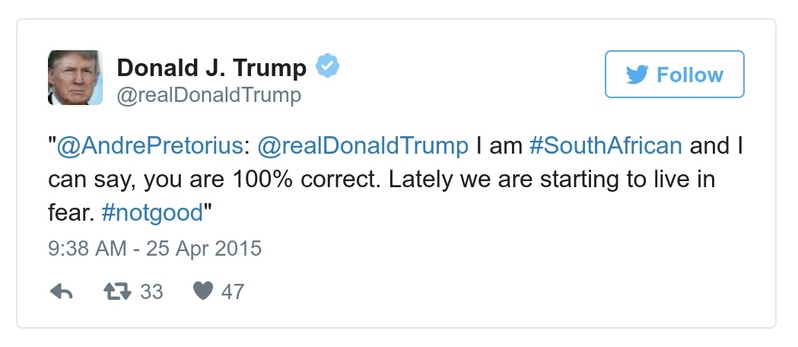 Donald J. Trump
@realDonaldTrump
Follow
"@AndrePretorius: @realDonaldTrump I am #SouthAfrican and I
can say, you are 100% correct. Lately we are starting to live in
fear. #notgood"
9:38 AM - 25 Apr 2015
33 47